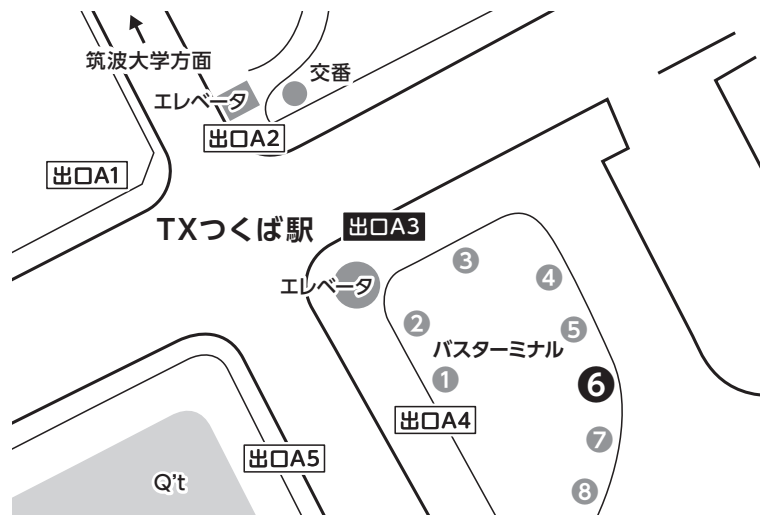 筑波大学方面
交番
エレベータ
出口A2
出口A1
TXつくば駅
出口A3
3
4
エレベータ
2
5
バスターミナル
1
6
出口A4
7
出口A5
Q't
8